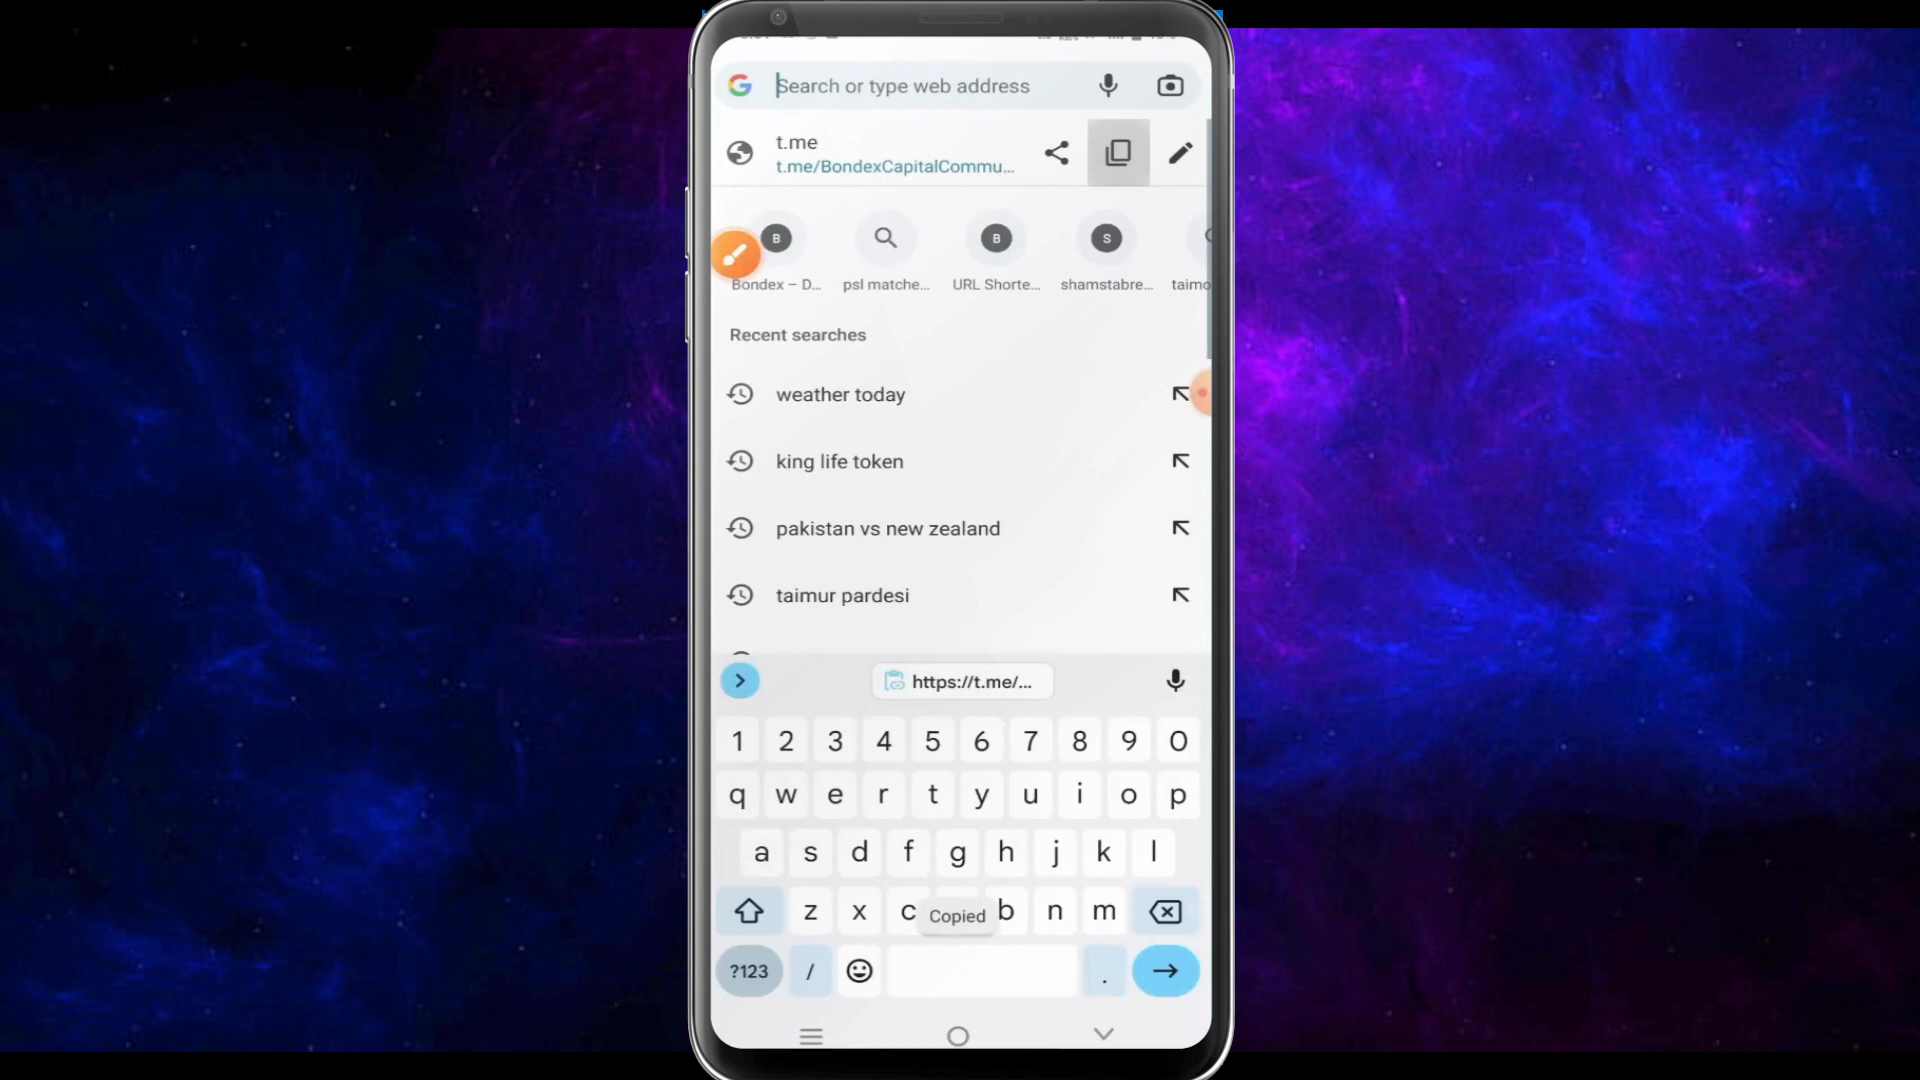 Search or type web address
t.me
t.me/BondexCapitalCommu...
B
B
S
Bondex – D...
psl matche...
URL Shorte...
shamstabre...
taimo
Recent searches
weather today
king life token
pakistan vs new zealand
taimur pardesi
https://t.me/...
1 2 3 4 5 6 7 8 9 0
q w e r t y u i o p
a s d f g h j k l
z x c b n m
Copied
?123 / .